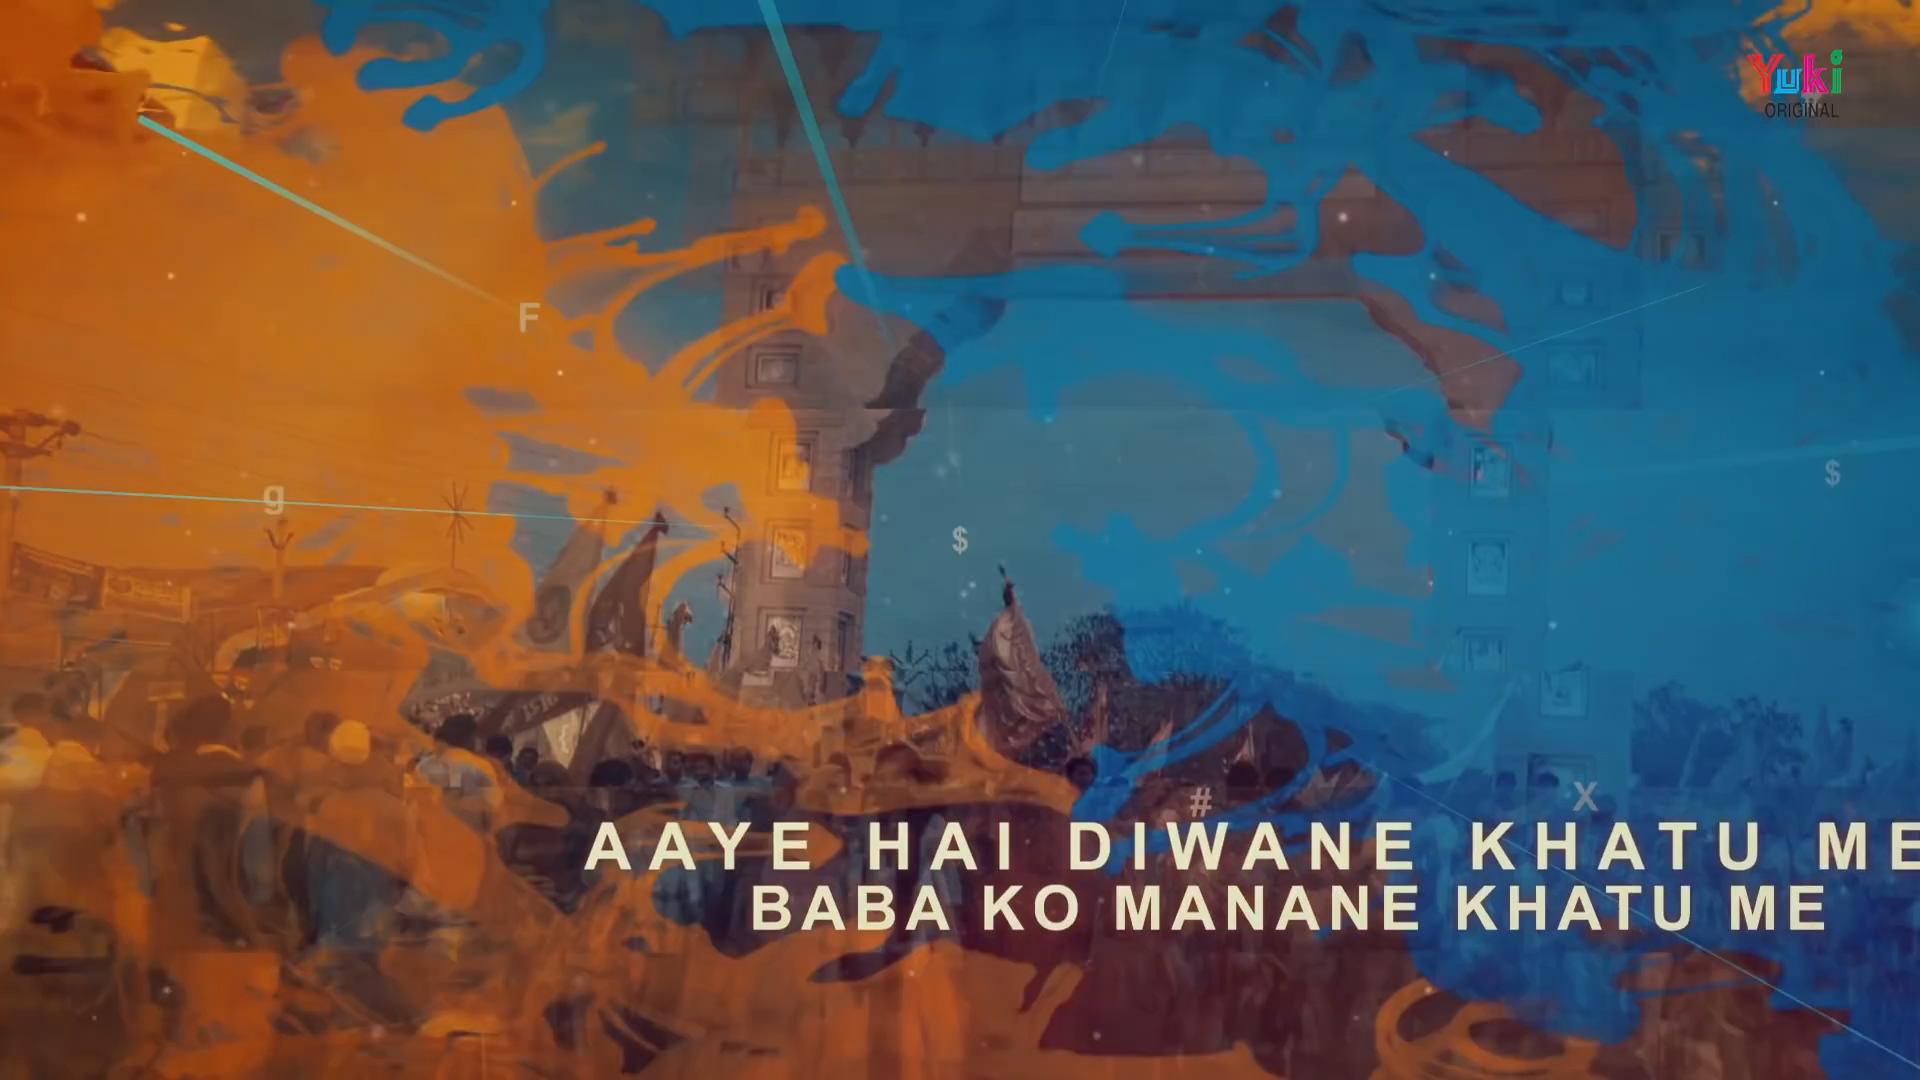 Yuki
ORIGINAL
F
g
$
$
#
X
AAYE HAI DIWANE KHATU ME
BABA KO MANANE KHATU ME